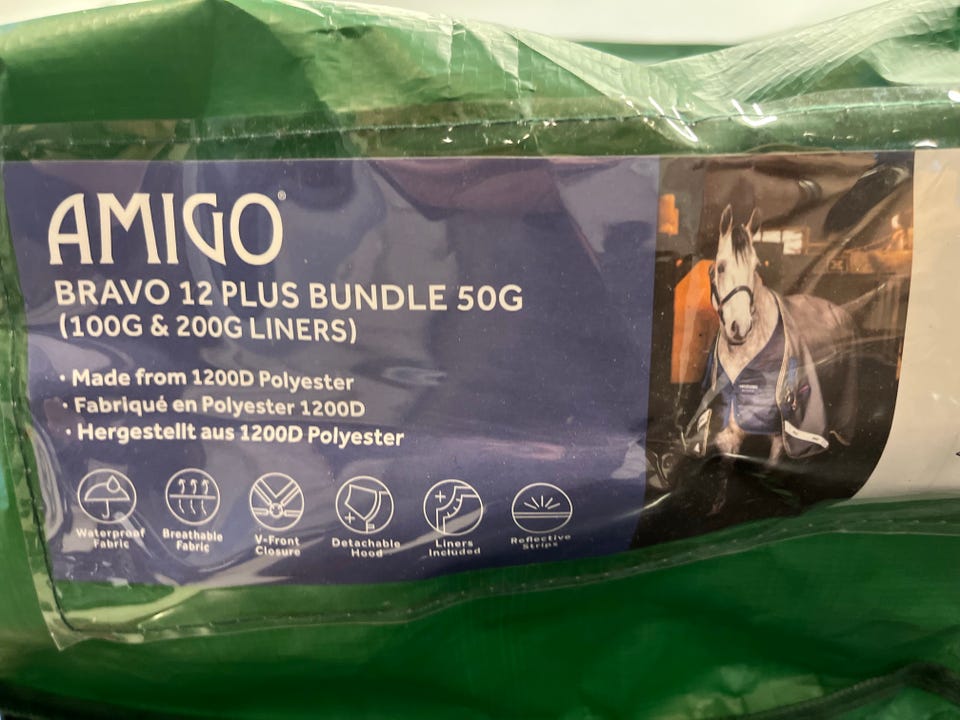 AMIGO®
BRAVO 12 PLUS BUNDLE 50G
(100G & 200G LINERS)
• Made from 1200D Polyester
• Fabriqué en Polyester 1200D
• Hergestellt aus 1200D Polyester
Waterproof Fabric
Breathable Fabric
V-Front Closure
Detachable Hood
Liners Included
Reflective Strips